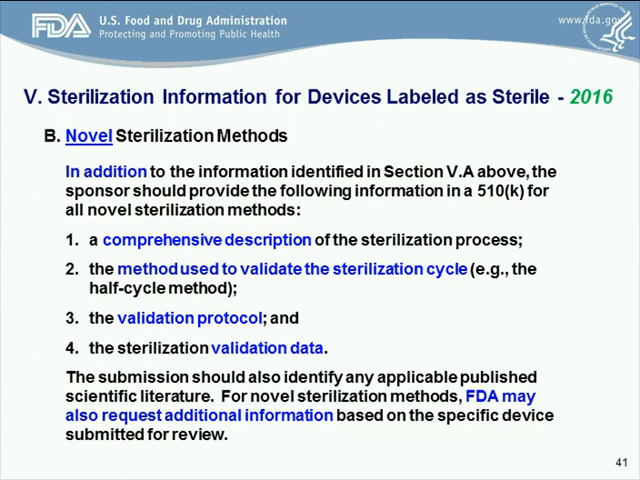 FDA U.S. Food and Drug Administration
Protecting and Promoting Public Health
www.fda.gov
V. Sterilization Information for Devices Labeled as Sterile - 2016
B. Novel Sterilization Methods
In addition to the information identified in Section V.A above, the
sponsor should provide the following information in a 510(k) for
all novel sterilization methods:
1. a comprehensive description of the sterilization process;
2. the method used to validate the sterilization cycle (e.g., the
half-cycle method);
3. the validation protocol; and
4. the sterilization validation data.
The submission should also identify any applicable published
scientific literature. For novel sterilization methods, FDA may
also request additional information based on the specific device
submitted for review.
41